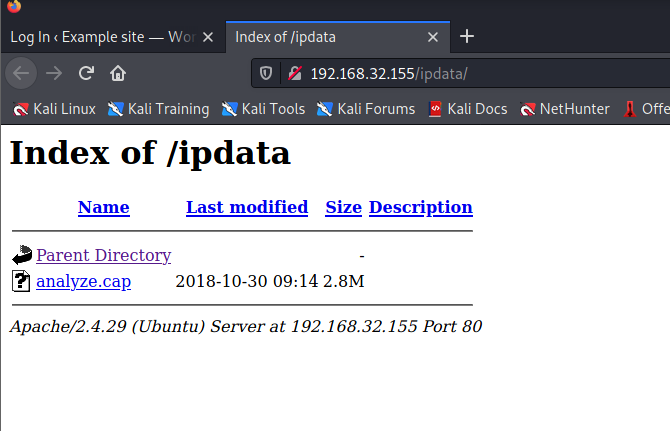 Log In ‹ Example site — Wor
Index of /ipdata
192.168.32.155/ipdata/
Kali Linux Kali Training Kali Tools Kali Forums Kali Docs NetHunter Offe
Index of /ipdata
Name Last modified Size Description
Parent Directory -
analyze.cap 2018-10-30 09:14 2.8M
Apache/2.4.29 (Ubuntu) Server at 192.168.32.155 Port 80